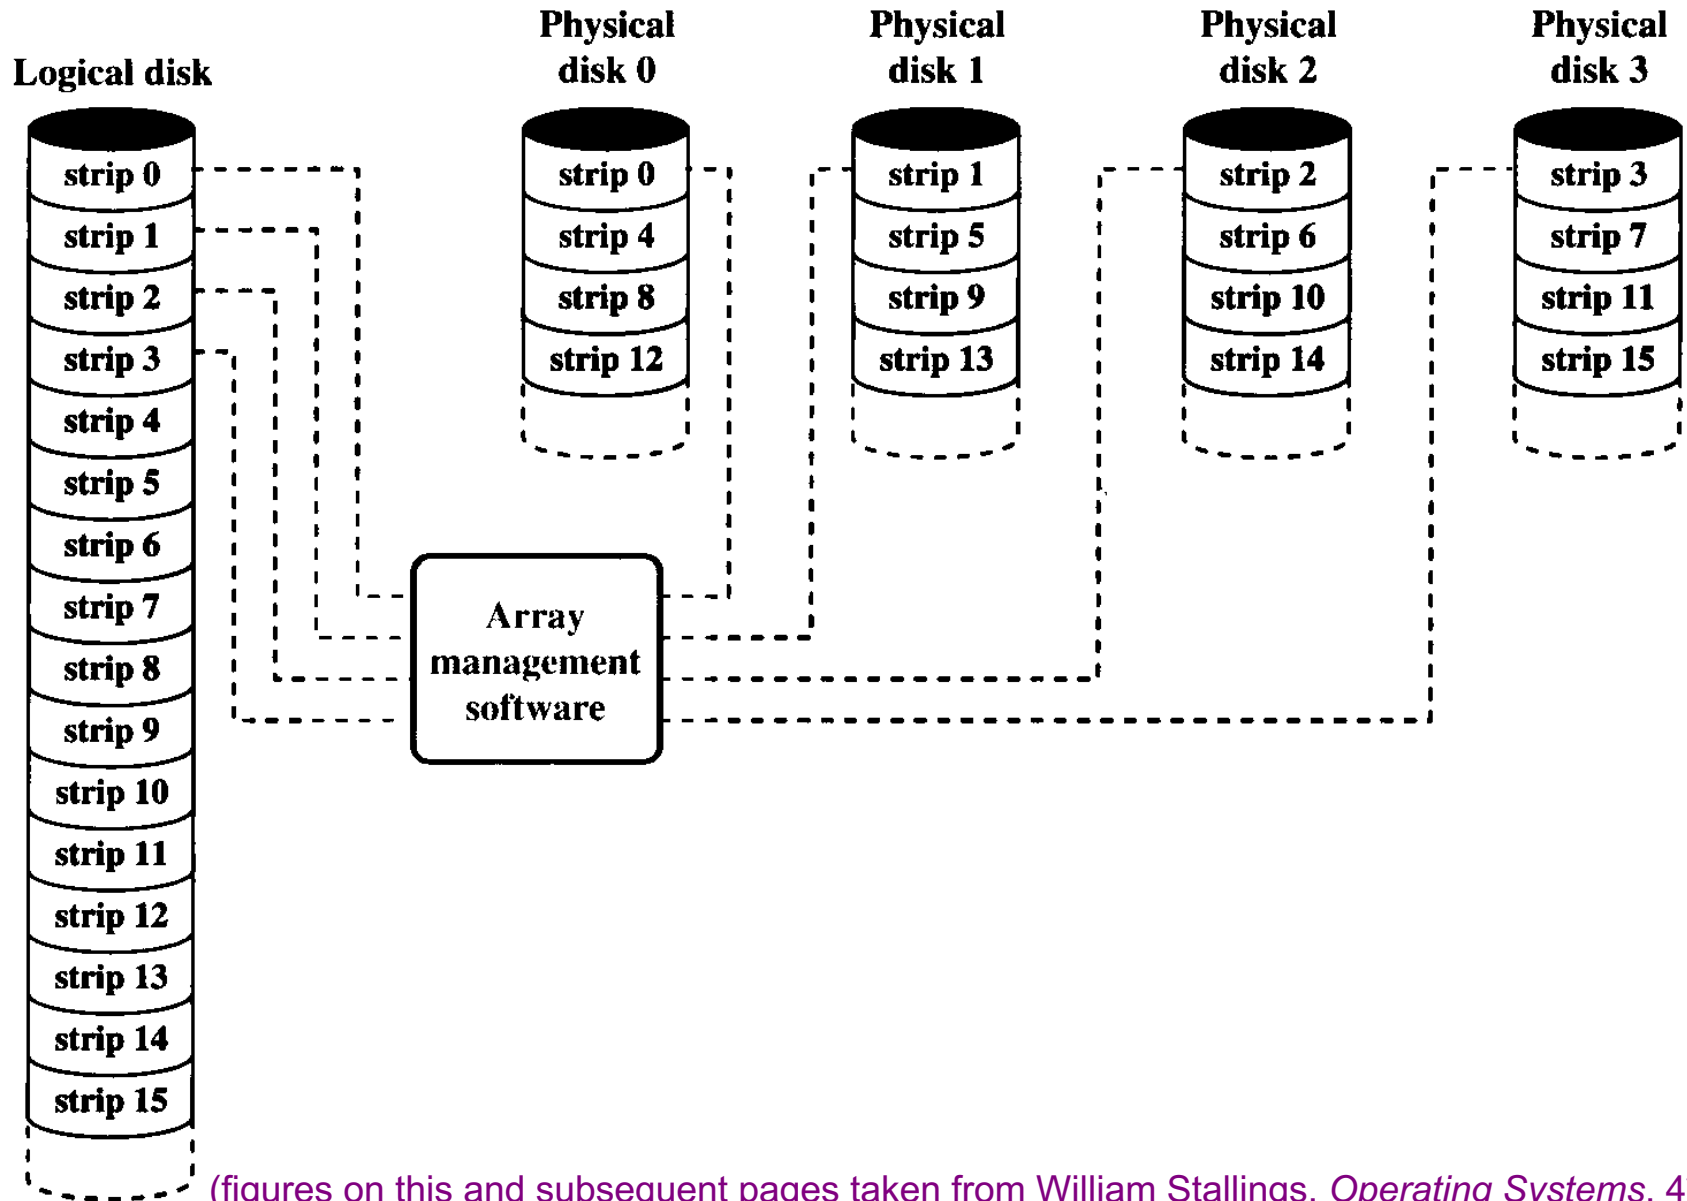 Logical disk
strip 0
strip 1
strip 2
strip 3
strip 4
strip 5
strip 6
strip 7
strip 8
strip 9
strip 10
strip 11
strip 12
strip 13
strip 14
strip 15
Physical
disk 0
strip 0
strip 4
strip 8
strip 12
Physical
disk 1
strip 1
strip 5
strip 9
strip 13
Physical
disk 2
strip 2
strip 6
strip 10
strip 14
Physical
disk 3
strip 3
strip 7
strip 11
strip 15
Array
management
software
(figures on this and subsequent pages taken from William Stallings, Operating Systems, 4